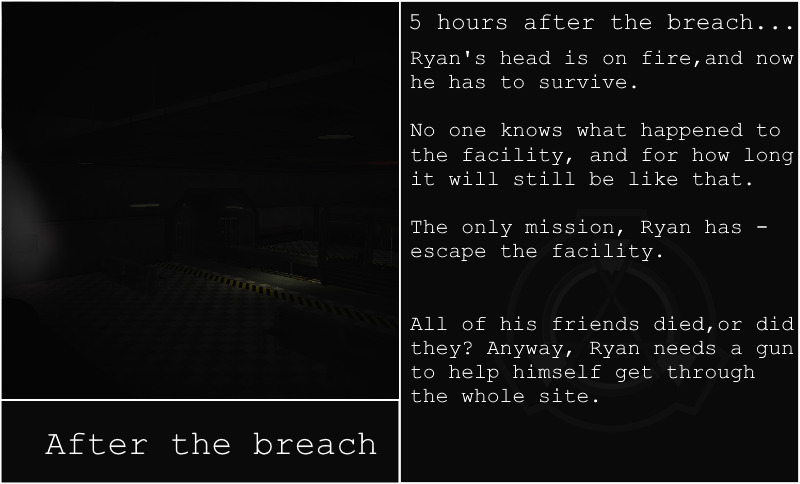 After the breach
5 hours after the breach...
Ryan's head is on fire,and now
he has to survive.
No one knows what happened to
the facility, and for how long
it will still be like that.
The only mission, Ryan has -
escape the facility.
All of his friends died,or did
they? Anyway, Ryan needs a gun
to help himself get through
the whole site.